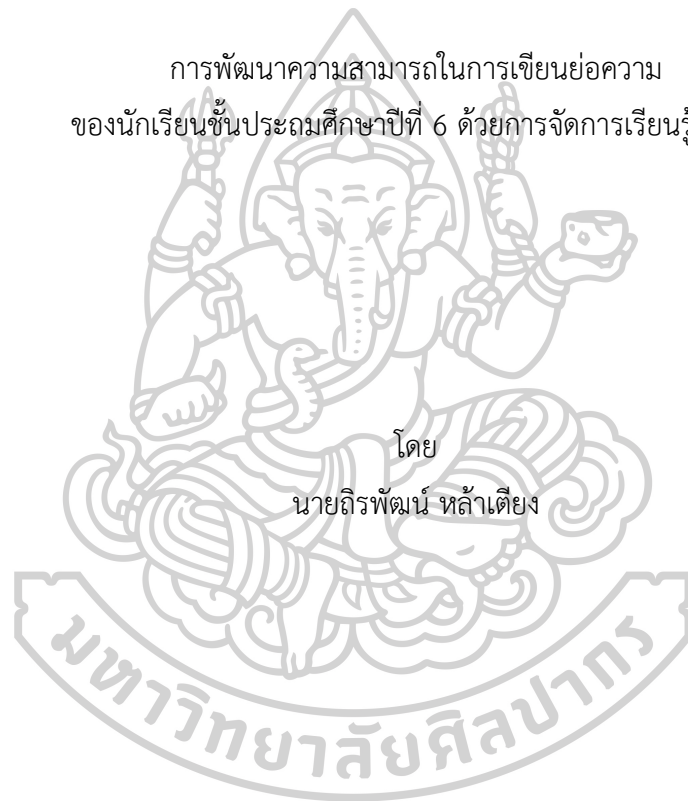 การพัฒนาความสามารถในการเขียนย่อความ
ของนักเรียนชั้นประถมศึกษาปีที่ 6 ด้วยการจัดการเรียนรู้
โดย
นายถิรพัฒน์ หล้าเตียง
มหาวิทยาลัยศิลปากร